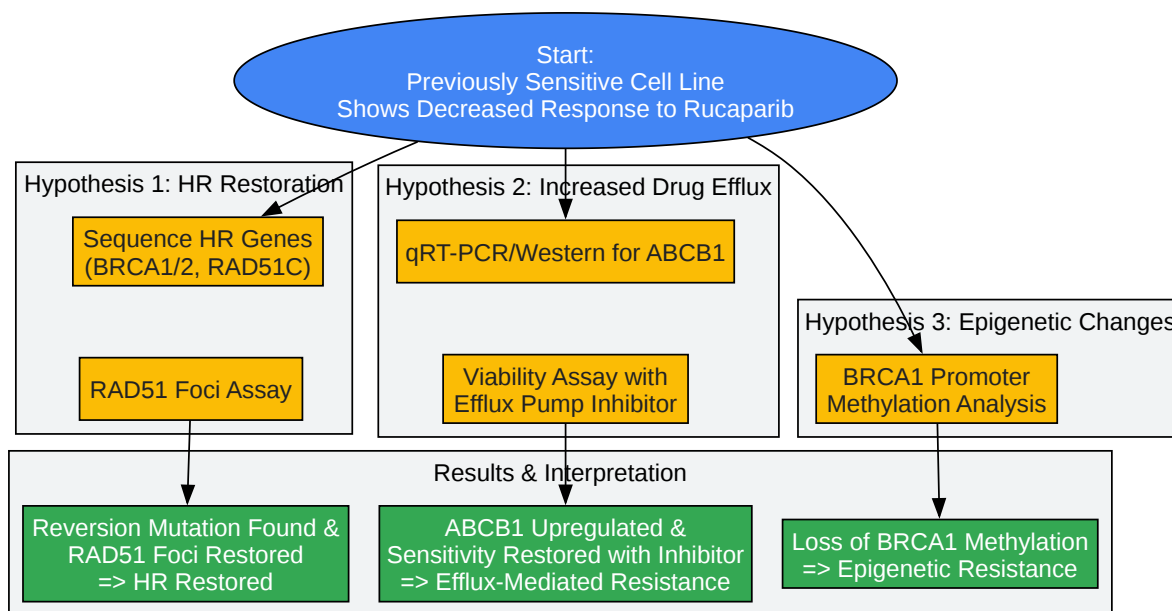 Start:
Previously Sensitive Cell Line
Shows Decreased Response to Rucaparib
Hypothesis 1: HR Restoration
Sequence HR Genes
(BRCA1/2, RAD51C)
RAD51 Foci Assay
Hypothesis 2: Increased Drug Efflux
qRT-PCR/Western for ABCB1
Viability Assay with
Efflux Pump Inhibitor
Hypothesis 3: Epigenetic Changes
BRCA1 Promoter
Methylation Analysis
Results & Interpretation
Reversion Mutation Found &
RAD51 Foci Restored
=> HR Restored
ABCB1 Upregulated &
Sensitivity Restored with Inhibitor
=> Efflux-Mediated Resistance
Loss of BRCA1 Methylation
=> Epigenetic Resistance